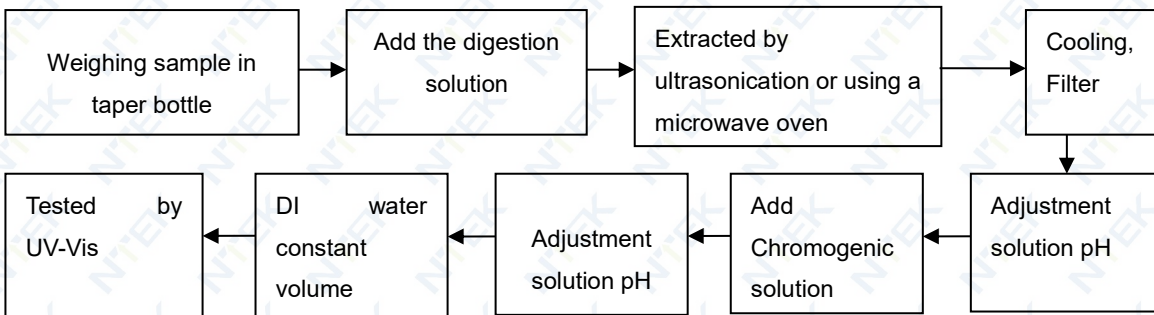 Weighing sample in
taper bottle
Add the digestion
solution
Extracted by
ultrasonication or using a
microwave oven
Cooling,
Filter
Adjustment
solution pH
Add
Chromogenic
solution
Adjustment
solution pH
DI water
constant
volume
Tested by
UV-Vis
NTEK